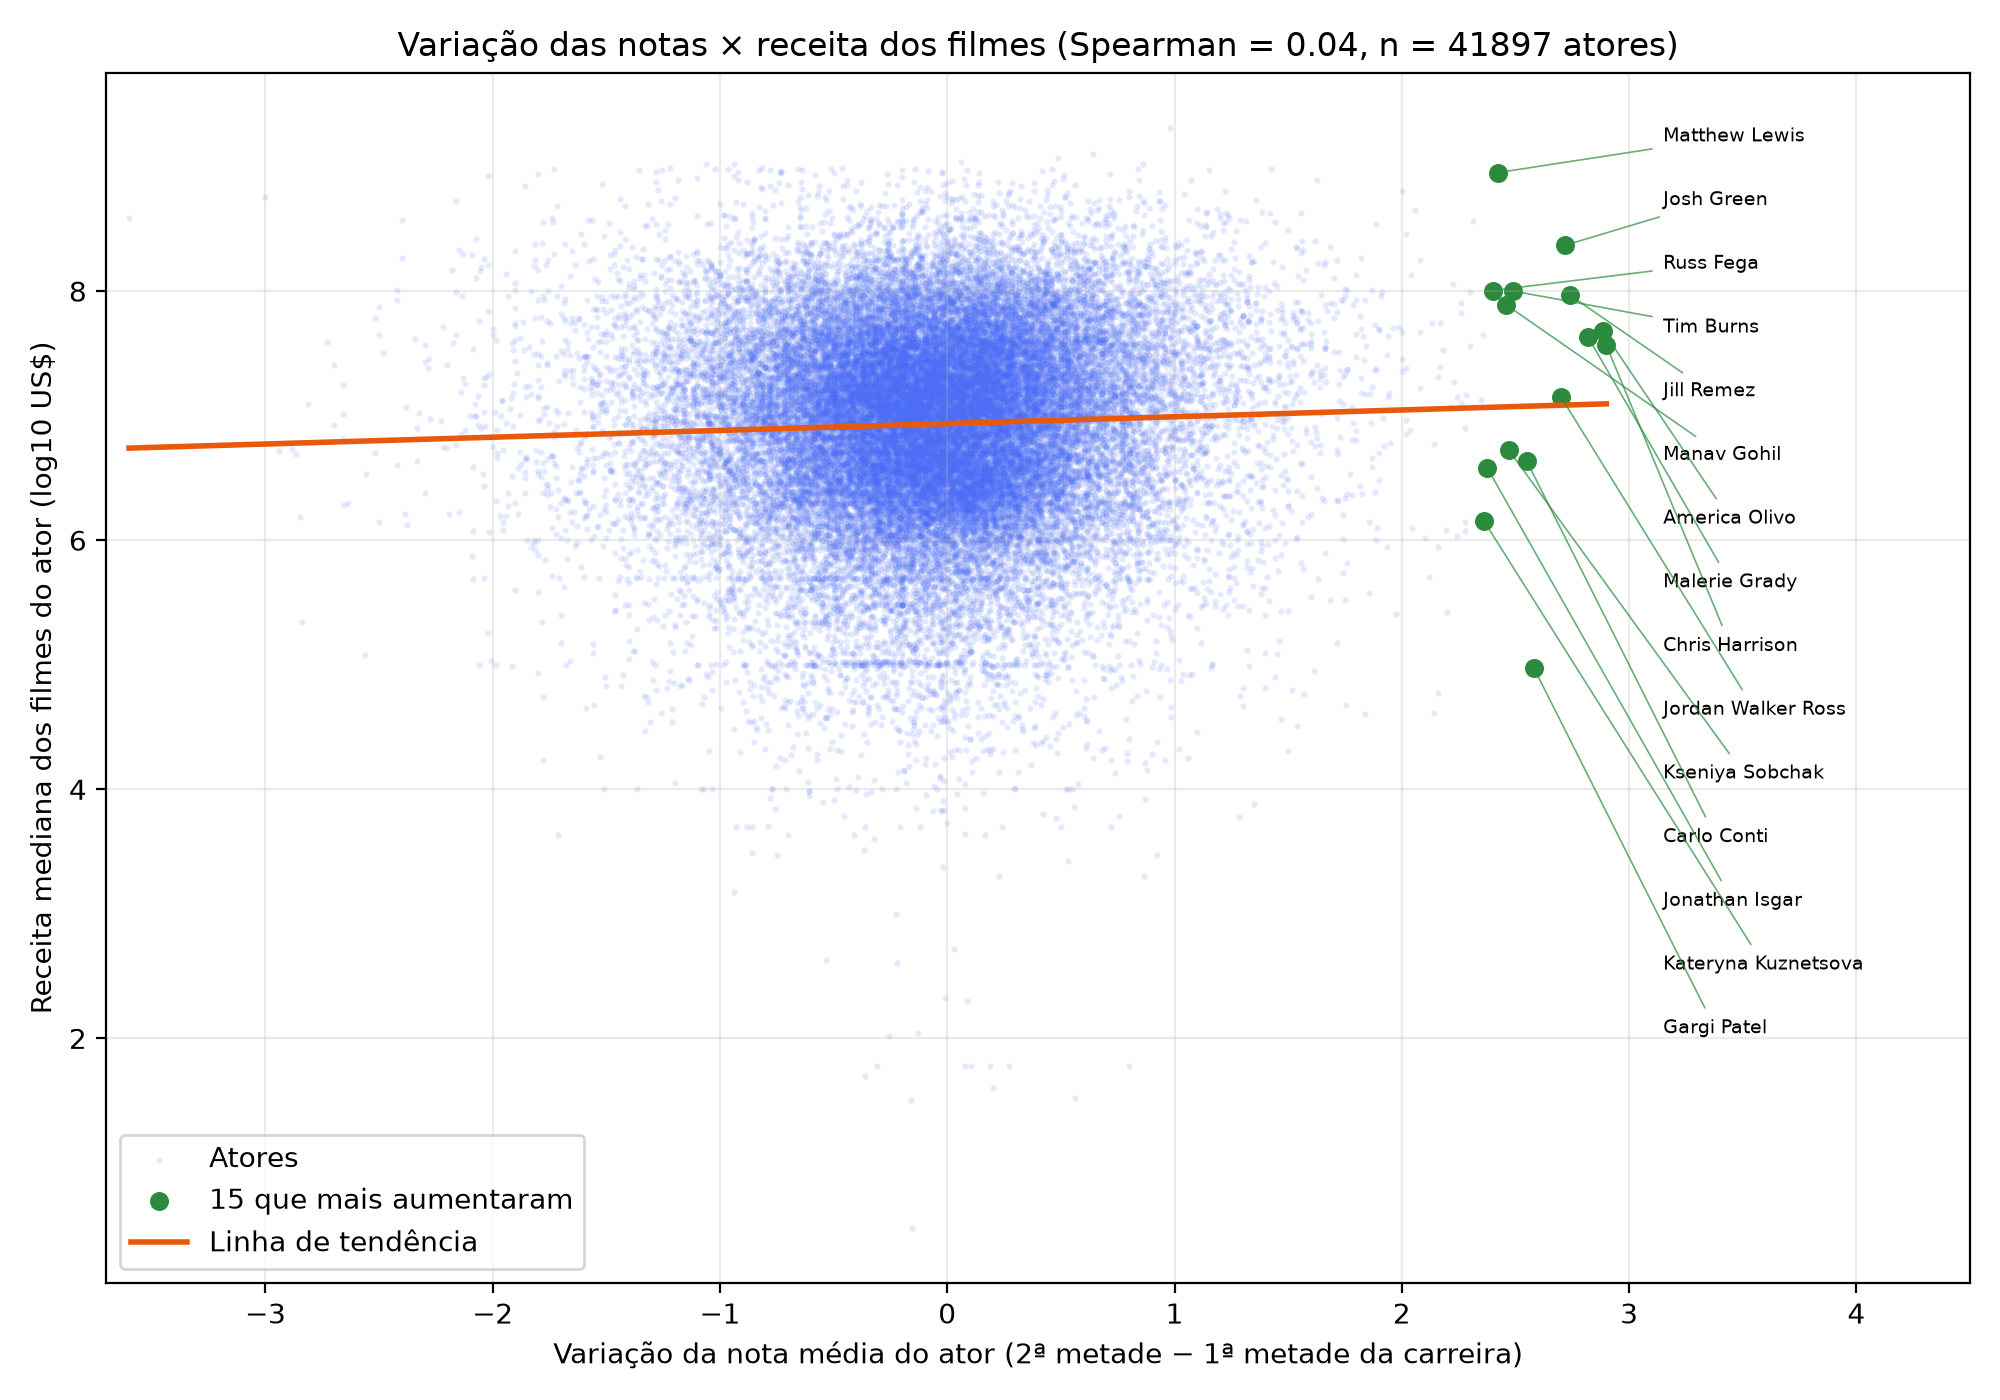 Variação das notas × receita dos filmes (Spearman = 0.04, n = 41897 atores)
Receita mediana dos filmes do ator (log10 US$)
8
6
4
2
Matthew Lewis
Josh Green
Russ Fega
Tim Burns
Jill Remez
Manav Gohil
America Olivo
Malerie Grady
Chris Harrison
Jordan Walker Ross
Kseniya Sobchak
Carlo Conti
Jonathan Isgar
Kateryna Kuznetsova
Gargi Patel
Atores
15 que mais aumentaram
Linha de tendência
−3
−2
−1
0
1
2
3
4
Variação da nota média do ator (2ª metade − 1ª metade da carreira)